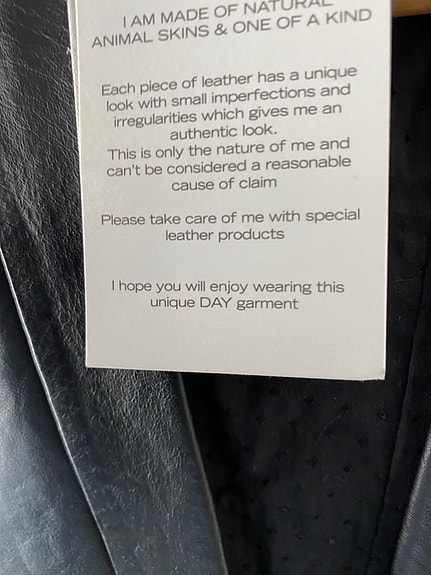 I AM MADE OF NATURAL
ANIMAL SKINS & ONE OF A KIND
Each piece of leather has a unique
look with small imperfections and
irregularities which gives me an
authentic look.
This is only the nature of me and
can't be considered a reasonable
cause of claim
Please take care of me with special
leather products
I hope you will enjoy wearing this
unique DAY garment